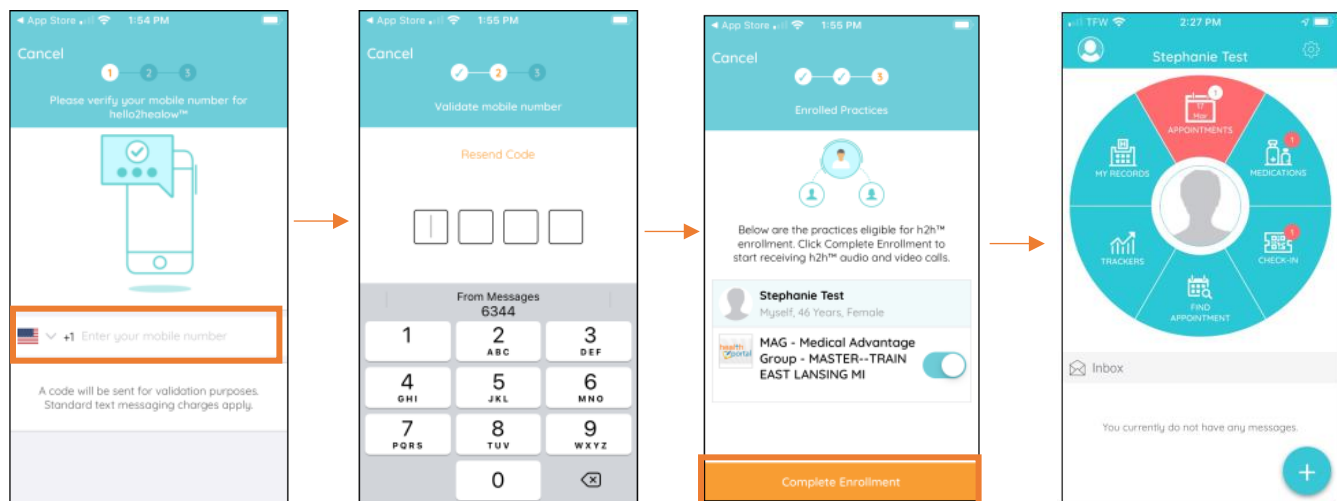 App Store 1:54 PM
Cancel
1 2 3
Please verify your mobile number for
hello2healow™
+1 Enter your mobile number
A code will be sent for validation purposes.
Standard text messaging charges apply.
App Store 1:55 PM
Cancel
2 3
Validate mobile number
Resend Code
From Messages
6344
1 2 3
ABC DEF
4 5 6
GHI JKL MNO
7 8 9
PQRS TUV WXYZ
0
App Store 1:55 PM
Cancel
3
Enrolled Practices
Below are the practices eligible for h2h™
enrollment. Click Complete Enrollment to
start receiving h2h™ audio and video calls.
Stephanie Test
Myself, 46 Years, Female
health
portal
MAG - Medical Advantage
Group - MASTER--TRAIN
EAST LANSING MI
Complete Enrollment
TFW 2:27 PM
Stephanie Test
1
17
Mar
APPOINTMENTS
MY RECORDS
1
MEDICATIONS
TRACKERS
1
CHECK-IN
FIND
APPOINTMENT
Inbox
You currently do not have any messages.
+